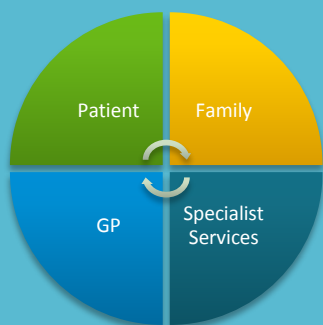 Patient
Family
GP
Specialist
Services